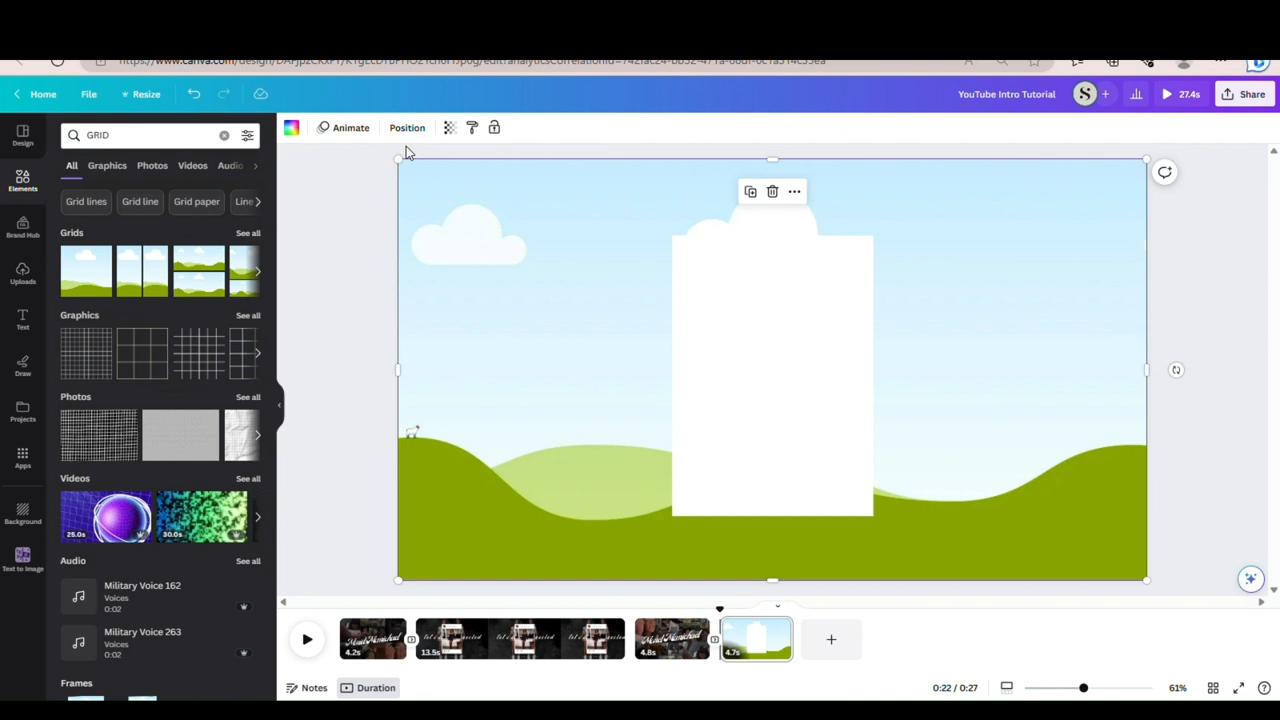 Home
File
Resize
YouTube Intro Tutorial
S
+
27.4s
Share
Design
Elements
Brand Hub
Uploads
Text
Draw
Projects
Apps
Background
Text to Image
GRID
All
Graphics
Photos
Videos
Audio
Grid lines
Grid line
Grid paper
Line
Grids
See all
Graphics
See all
Photos
See all
Videos
See all
25.0s
30.0s
Audio
See all
Military Voice 162
Voices
0:02
Military Voice 263
Voices
0:02
Frames
Animate
Position
4.2s
13.5s
4.8s
4.7s
+
Notes
Duration
0:22 / 0:27
61%